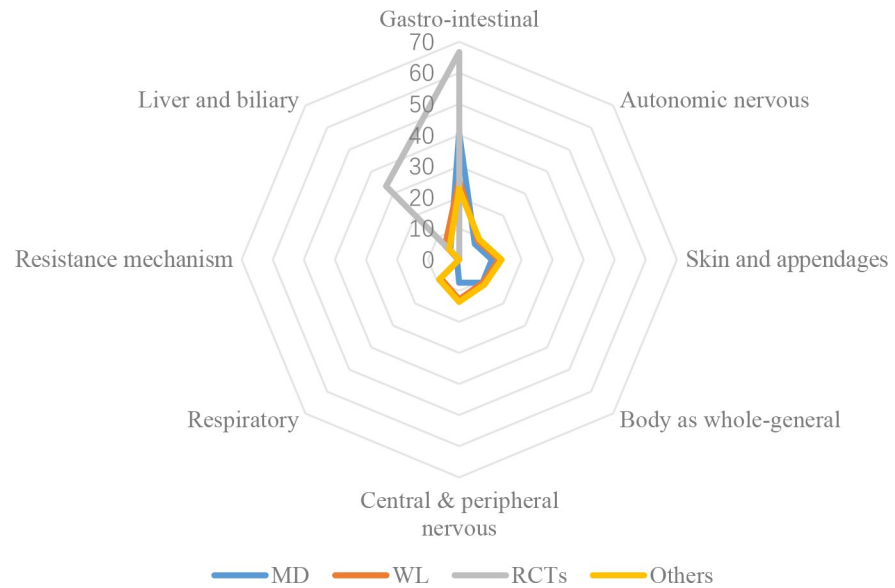 Gastro-intestinal
70
60
50
40
30
20
10
0
Liver and biliary
Autonomic nervous
Resistance mechanism
Skin and appendages
Respiratory
Body as whole-general
Central & peripheral
nervous
MD WL RCTs Others